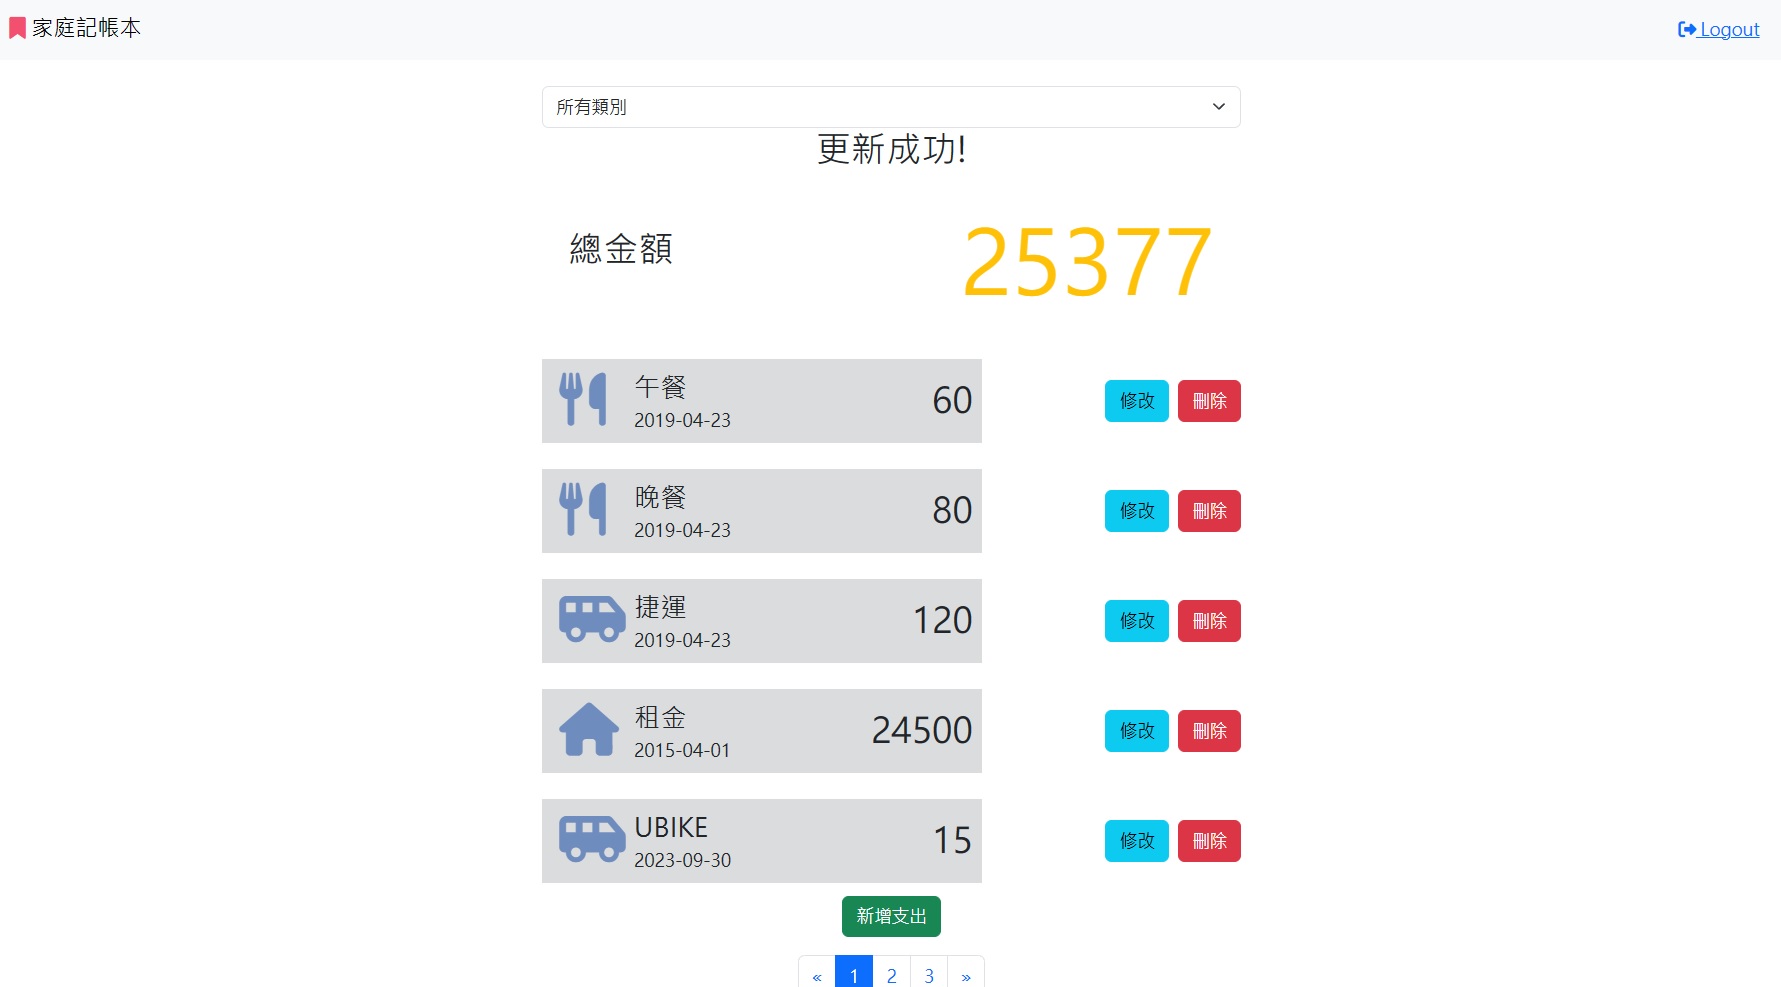 家庭記帳本
Logout
所有類別
更新成功!
總金額
25377
午餐
2019-04-23
60
修改
刪除
晚餐
2019-04-23
80
修改
刪除
捷運
2019-04-23
120
修改
刪除
租金
2015-04-01
24500
修改
刪除
UBIKE
2023-09-30
15
修改
刪除
新增支出
« 1 2 3 »